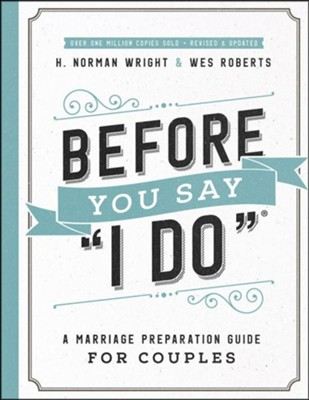 OVER ONE MILLION COPIES SOLD • REVISED & UPDATED
H. NORMAN WRIGHT & WES ROBERTS
BEFORE
YOU SAY
“I DO”®
A MARRIAGE PREPARATION GUIDE
FOR COUPLES